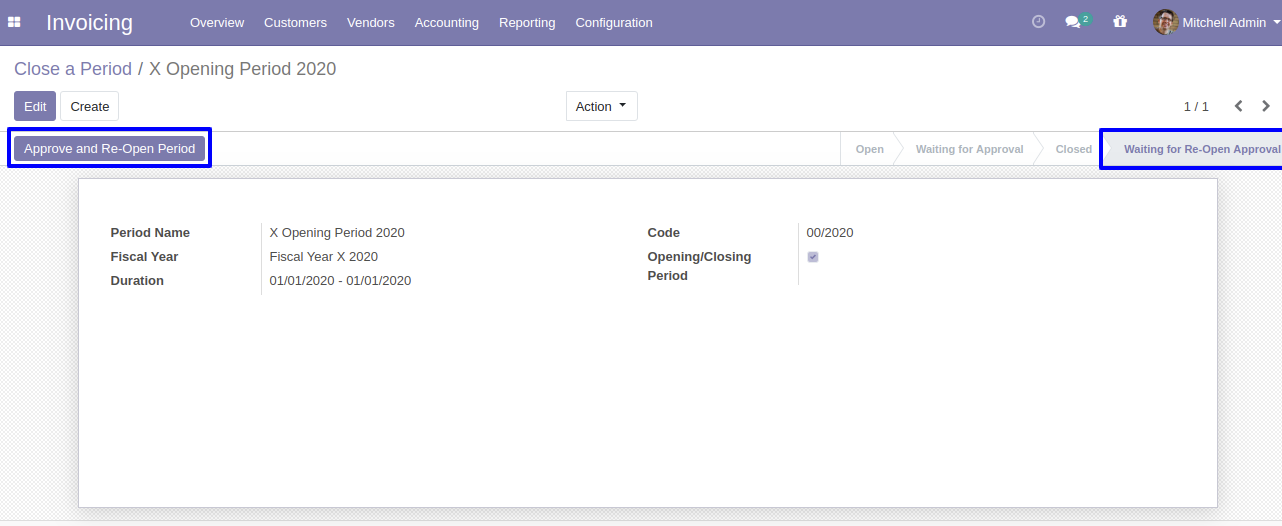 Invoicing Overview Customers Vendors Accounting Reporting Configuration 2 Mitchell Admin
Close a Period / X Opening Period 2020
Edit Create Action 1 / 1
Approve and Re-Open Period Open Waiting for Approval Closed Waiting for Re-Open Approval
Period Name X Opening Period 2020 Code 00/2020
Fiscal Year Fiscal Year X 2020 Opening/Closing
Period
Duration 01/01/2020 - 01/01/2020